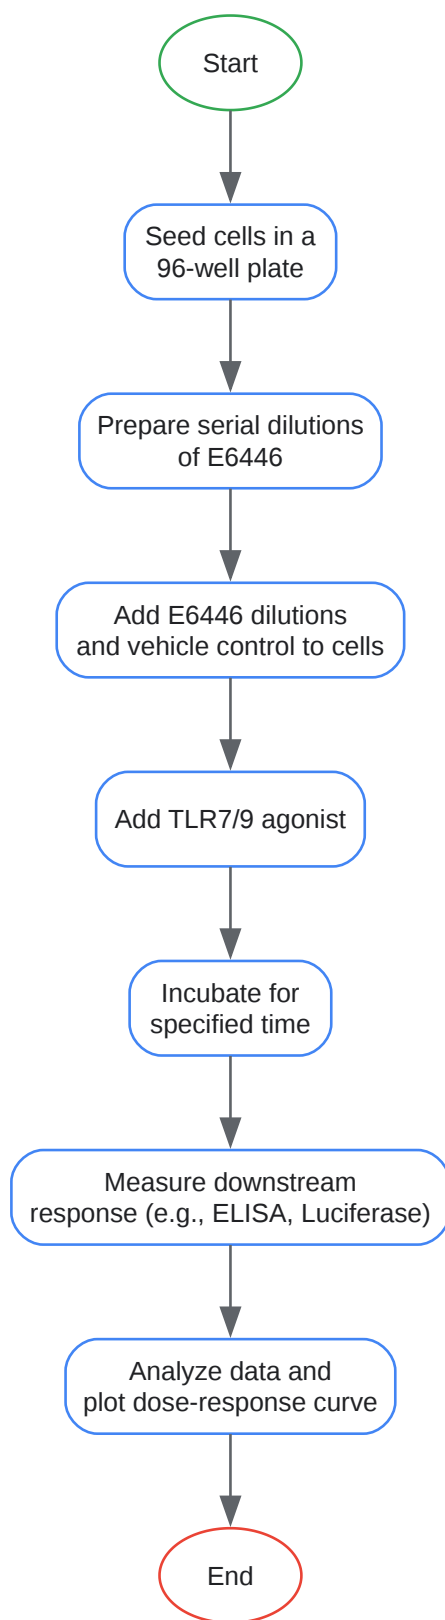 Start
Seed cells in a
96-well plate
Prepare serial dilutions
of E6446
Add E6446 dilutions
and vehicle control to cells
Add TLR7/9 agonist
Incubate for
specified time
Measure downstream
response (e.g., ELISA, Luciferase)
Analyze data and
plot dose-response curve
End